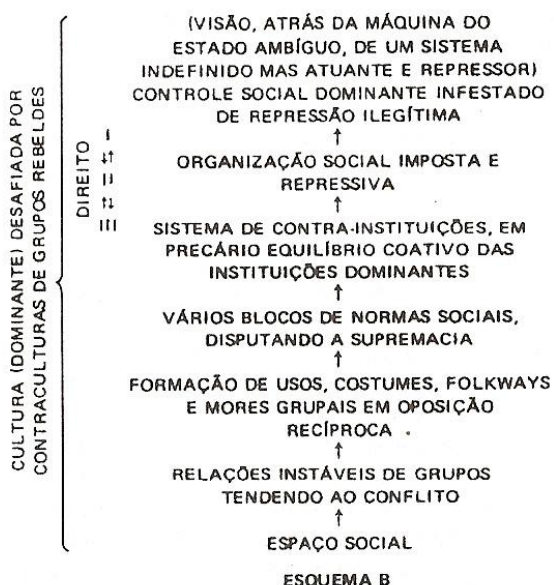 CULTURA (DOMINANTE) DESAFIADA POR
CONTRACULTURAS DE GRUPOS REBELDES
DIREITO
I
↓↑
II
↑↓
III
(VISÃO, ATRÁS DA MÁQUINA DO
ESTADO AMBÍGUO, DE UM SISTEMA
INDEFINIDO MAS ATUANTE E REPRESSOR)
CONTROLE SOCIAL DOMINANTE INFESTADO
DE REPRESSÃO ILEGÍTIMA
↑
ORGANIZAÇÃO SOCIAL IMPOSTA E
REPRESSIVA
↑
SISTEMA DE CONTRA-INSTITUIÇÕES, EM
PRECÁRIO EQUILÍBRIO COATIVO DAS
INSTITUIÇÕES DOMINANTES
↑
VÁRIOS BLOCOS DE NORMAS SOCIAIS,
DISPUTANDO A SUPREMACIA
↑
FORMAÇÃO DE USOS, COSTUMES, FOLKWAYS
E MORES GRUPAIS EM OPOSIÇÃO
RECÍPROCA .
↑
RELAÇÕES INSTÁVEIS DE GRUPOS
TENDENDO AO CONFLITO
↑
ESPAÇO SOCIAL
ESQUEMA B